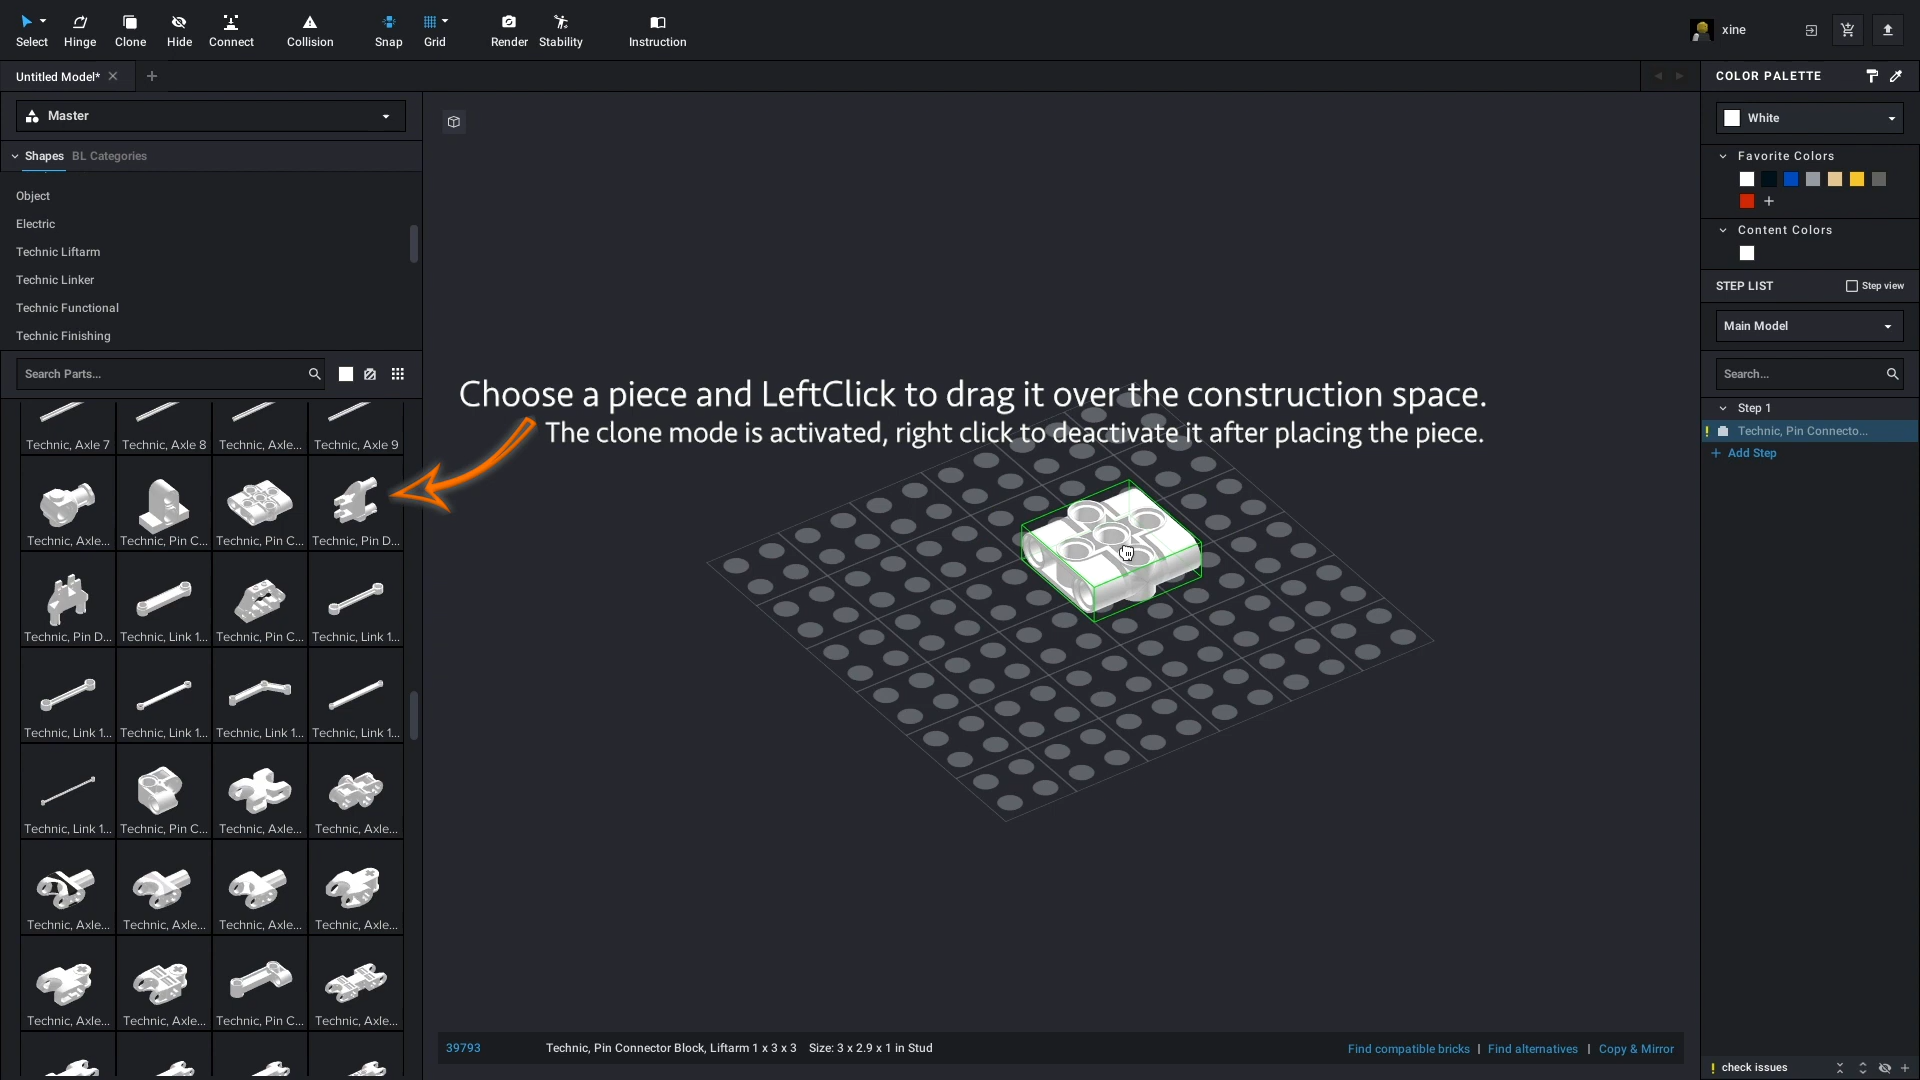 Select Hinge Clone Hide Connect Collision Snap Grid Render Stability Instruction
xine
Untitled Model*
Master
Shapes BL Categories
Object
Electric
Technic Liftarm
Technic Linker
Technic Functional
Technic Finishing
Search Parts...
Technic, Axle 7 Technic, Axle 8 Technic, Axle... Technic, Axle 9
Technic, Axle... Technic, Pin C... Technic, Pin C... Technic, Pin D...
Technic, Pin D... Technic, Link 1... Technic, Pin C... Technic, Link 1...
Technic, Link 1... Technic, Link 1... Technic, Link 1... Technic, Link 1...
Technic, Link 1... Technic, Pin C... Technic, Axle... Technic, Axle...
Technic, Axle... Technic, Axle... Technic, Axle... Technic, Axle...
Technic, Axle... Technic, Axle... Technic, Pin C... Technic, Axle...
Choose a piece and LeftClick to drag it over the construction space.
The clone mode is activated, right click to deactivate it after placing the piece.
39793 Technic, Pin Connector Block, Liftarm 1 x 3 x 3 Size: 3 x 2.9 x 1 in Stud
Find compatible bricks | Find alternatives | Copy & Mirror
COLOR PALETTE
White
Favorite Colors
Content Colors
STEP LIST Step view
Main Model
Search...
Step 1
Technic, Pin Connecto...
+ Add Step
! check issues